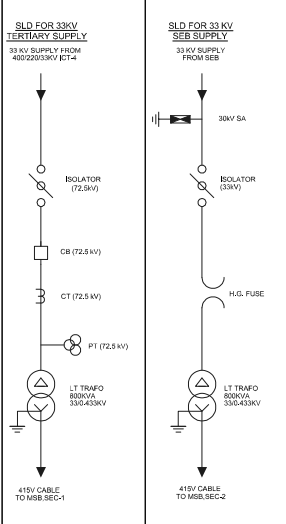 SLD FOR 33KV
TERTIARY SUPPLY
33 KV SUPPLY FROM
400/220/33KV ICT-4
ISOLATOR
(72.5kV)
CB (72.5 kV)
CT (72.5 kV)
PT (72.5 kV)
LT TRAFO
800KVA
33/0.433KV
415V CABLE
TO MSB,SEC-1
SLD FOR 33 KV
SEB SUPPLY
33 KV SUPPLY
FROM SEB
30kV SA
ISOLATOR
(33kV)
H.G. FUSE
LT TRAFO
800KVA
33/0.433KV
415V CABLE
TO MSB,SEC-2